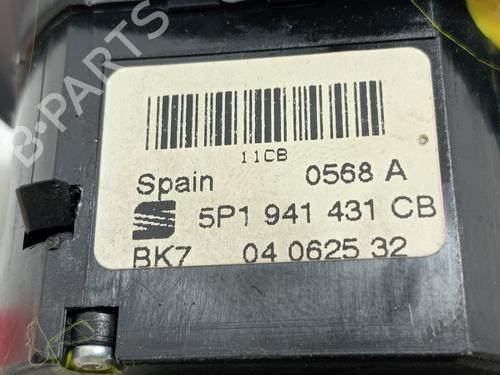 B-PARTS
11CB
Spain 0568 A
5P1 941 431 CB
BK7 04 0625 32